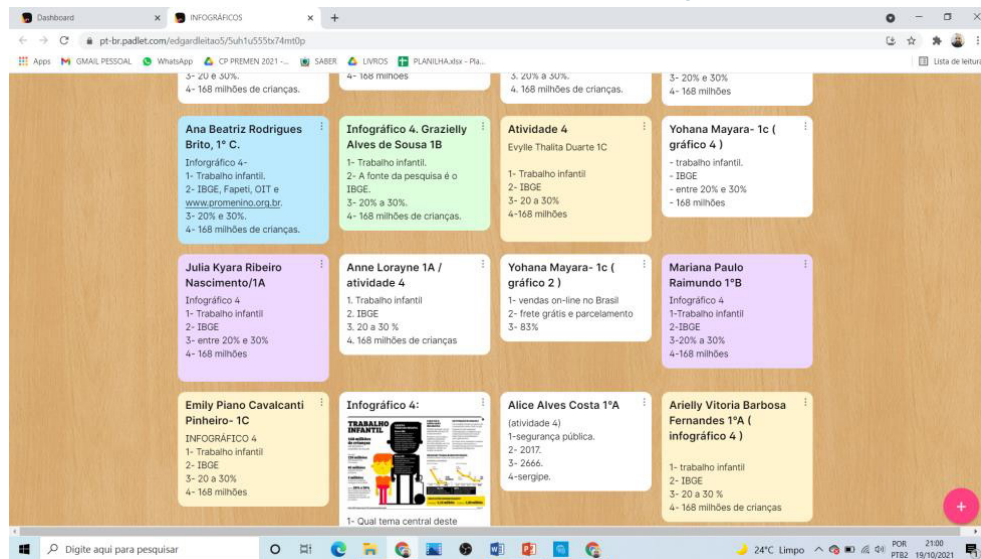 Dashboard
INFOGRÁFICOS
pt-br.padlet.com/edgardleitao5/5uh1u555tx74mt0p
Apps
GMAIL PESSOAL
WhatsApp
CP PREMEN 2021 -...
SABER
LIVROS
PLANILHA.xlsx - Pla...
Lista de leitura
3- 20 e 30%.
4- 168 milhões de crianças.
4- 168 milhões
3. 20% a 30%.
4. 168 milhões de crianças.
3- 20% e 30%
4- 168 milhões
Ana Beatriz Rodrigues
Brito, 1° C.
Inforgráfico 4-
1- Trabalho infantil.
2- IBGE, Fapeti, OIT e
www.promenino.org.br.
3- 20% e 30%.
4- 168 milhões de crianças.
Infográfico 4. Grazielly
Alves de Sousa 1B
1- Trabalho infantil.
2- A fonte da pesquisa é o
IBGE.
3- 20% a 30%.
4- 168 milhões de crianças.
Atividade 4
Evylle Thalita Duarte 1C
1- Trabalho infantil
2- IBGE
3- 20 a 30%
4-168 milhões
Yohana Mayara- 1c (
gráfico 4 )
- trabalho infantil.
- IBGE
- entre 20% e 30%
- 168 milhões
Julia Kyara Ribeiro
Nascimento/1A
Infográfico 4
1- Trabalho infantil
2- IBGE
3- entre 20% e 30%
4- 168 milhões
Anne Lorayne 1A /
atividade 4
1. Trabalho infantil
2. IBGE
3. 20 a 30 %
4. 168 milhões de crianças
Yohana Mayara- 1c (
gráfico 2 )
1- vendas on-line no Brasil
2- frete grátis e parcelamento
3- 83%
Mariana Paulo
Raimundo 1°B
Infográfico 4
1-Trabalho infantil
2-IBGE
3-20% a 30%
4-168 milhões
Emily Piano Cavalcanti
Pinheiro- 1C
INFOGRÁFICO 4
1- Trabalho infantil
2- IBGE
3- 20 a 30%
4- 168 milhões
Infográfico 4:
TRABALHO
INFANTIL
1- Qual tema central deste
Alice Alves Costa 1°A
(atividade 4)
1-segurança pública.
2- 2017.
3- 2666.
4-sergipe.
Arielly Vitoria Barbosa
Fernandes 1°A (
infográfico 4 )
1- trabalho infantil
2- IBGE
3- 20 a 30 %
4- 168 milhões de crianças
Digite aqui para pesquisar
24°C Limpo
POR
PTB2
21:00
19/10/2021